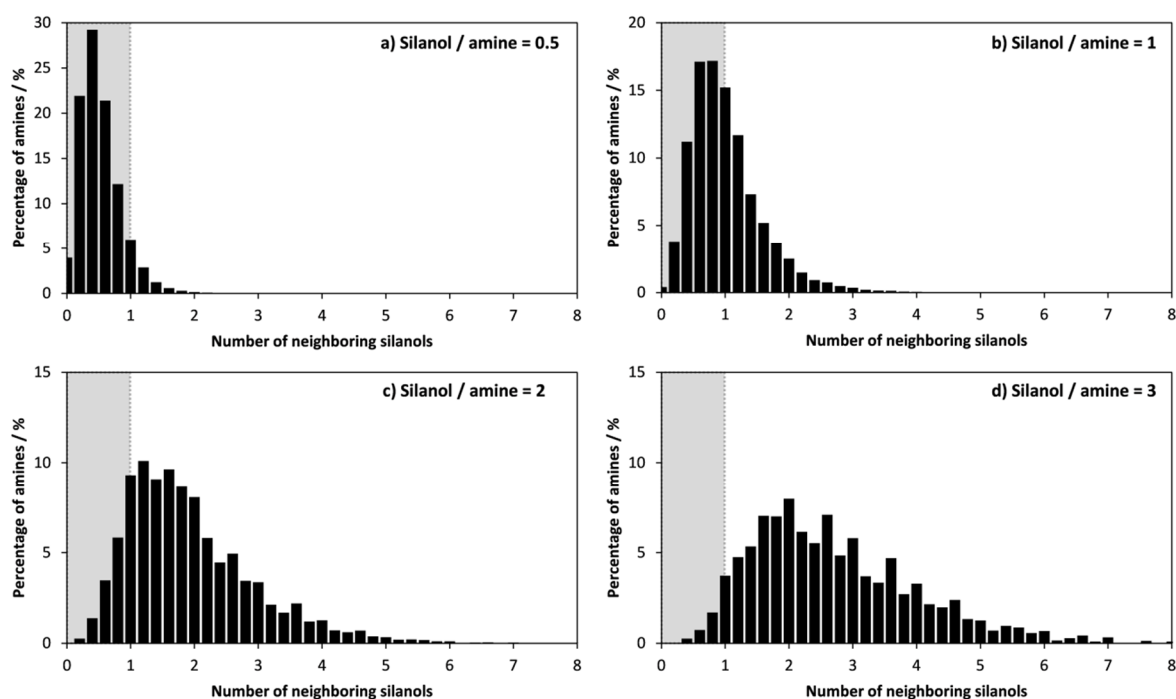 a) Silanol / amine = 0.5
Percentage of amines / %
30
25
20
15
10
5
0
0 1 2 3 4 5 6 7 8
Number of neighboring silanols
b) Silanol / amine = 1
Percentage of amines / %
20
15
10
5
0
0 1 2 3 4 5 6 7 8
Number of neighboring silanols
c) Silanol / amine = 2
Percentage of amines / %
15
10
5
0
0 1 2 3 4 5 6 7 8
Number of neighboring silanols
d) Silanol / amine = 3
Percentage of amines / %
15
10
5
0
0 1 2 3 4 5 6 7 8
Number of neighboring silanols